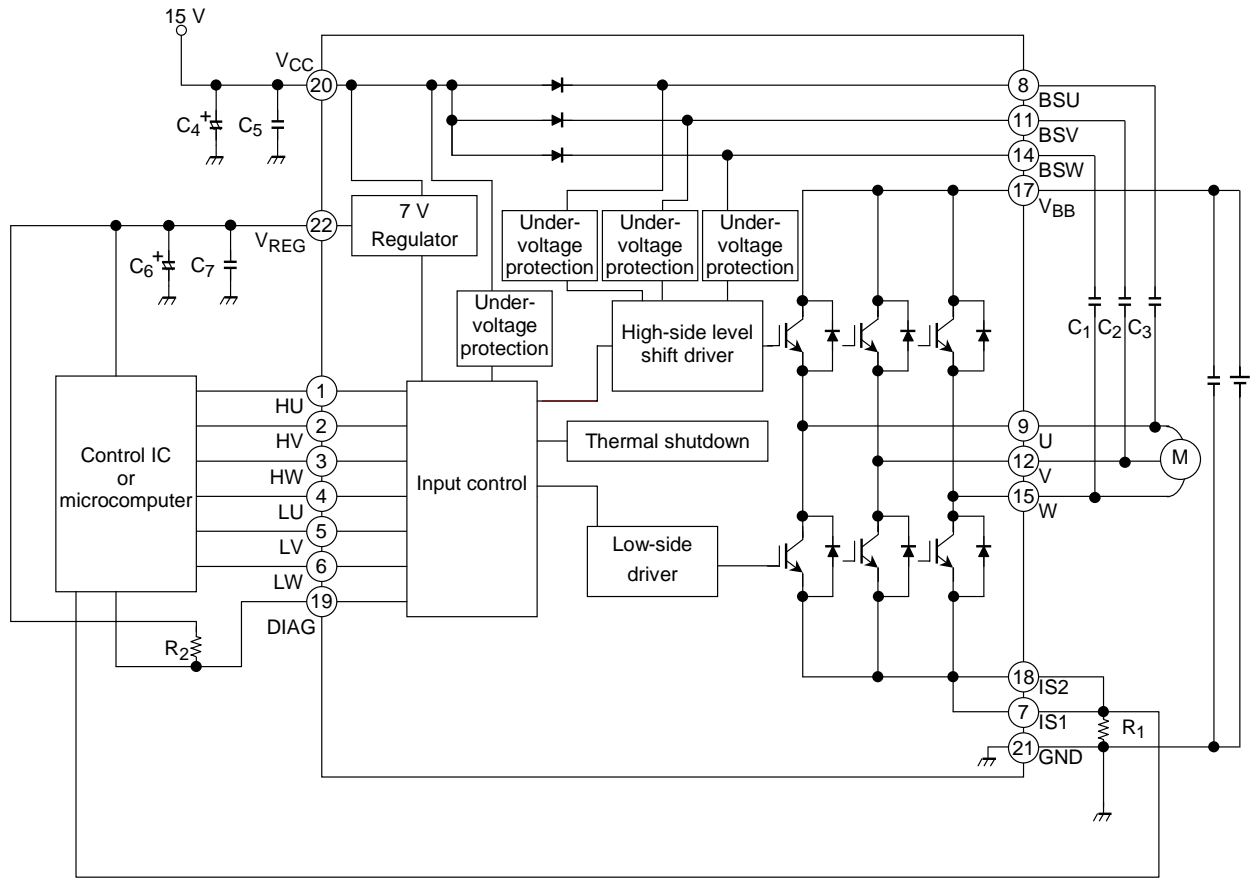 15 V
VCC
20
8
BSU
C4
+
C5
11
BSV
14
BSW
17
VBB
22
VREG
7 V
Regulator
Under-
voltage
protection
Under-
voltage
protection
Under-
voltage
protection
C6
+
C7
Under-
voltage
protection
High-side level
shift driver
C1
C2
C3
Control IC
or
microcomputer
1
HU
2
HV
3
HW
4
LU
5
LV
6
LW
19
DIAG
Input control
Thermal shutdown
Low-side
driver
9
U
12
V
15
W
M
R2
18
IS2
7
IS1
R1
21
GND